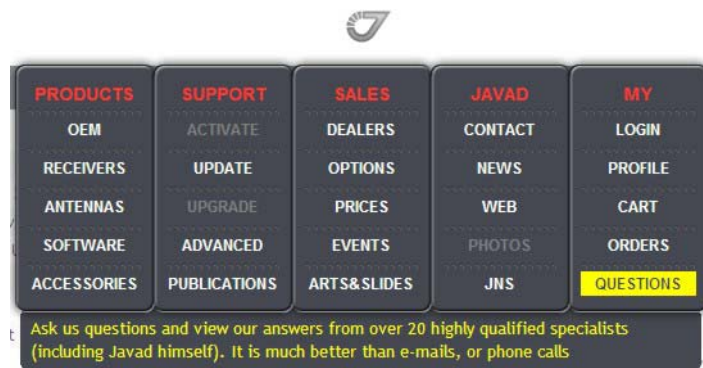 PRODUCTS SUPPORT SALES JAVAD MY
OEM ACTIVATE DEALERS CONTACT LOGIN
RECEIVERS UPDATE OPTIONS NEWS PROFILE
ANTENNAS UPGRADE PRICES WEB CART
SOFTWARE ADVANCED EVENTS PHOTOS ORDERS
ACCESSORIES PUBLICATIONS ARTS&SLIDES JNS QUESTIONS
Ask us questions and view our answers from over 20 highly qualified specialists
(including Javad himself). It is much better than e-mails, or phone calls